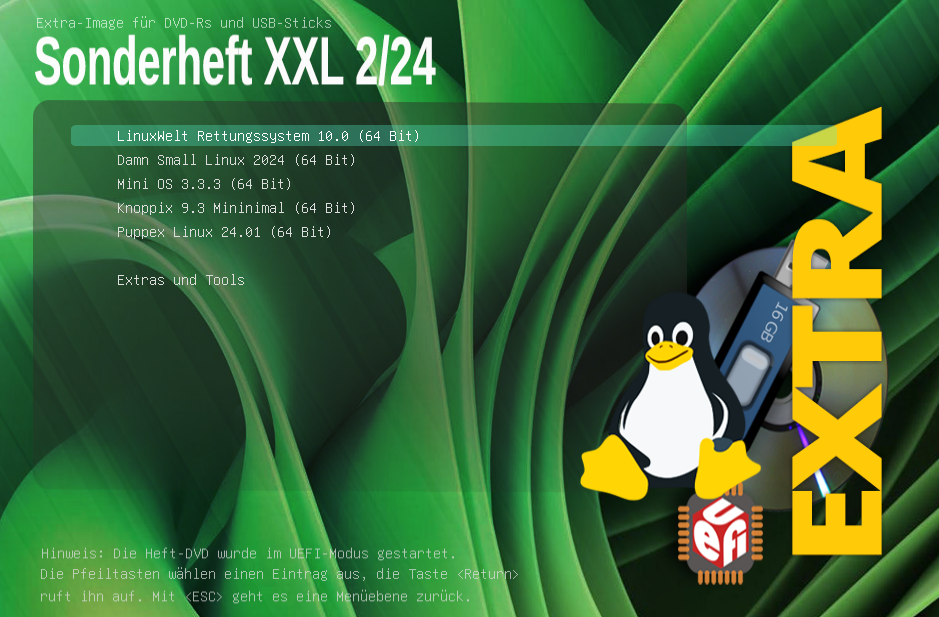 Extra-Image für DVD-Rs und USB-Sticks
Sonderheft XXL 2/24
LinuxWelt Rettungssystem 10.0 (64 Bit)
Damn Small Linux 2024 (64 Bit)
Mini OS 3.3.3 (64 Bit)
Knoppix 9.3 Mininimal (64 Bit)
Puppex Linux 24.01 (64 Bit)
Extras und Tools
EXTRA
16 GB
UEFI
Hinweis: Die Heft-DVD wurde im UEFI-Modus gestartet.
Die Pfeiltasten wählen einen Eintrag aus, die Taste <Return>
ruft ihn auf. Mit <ESC> geht es eine Menüebene zurück.